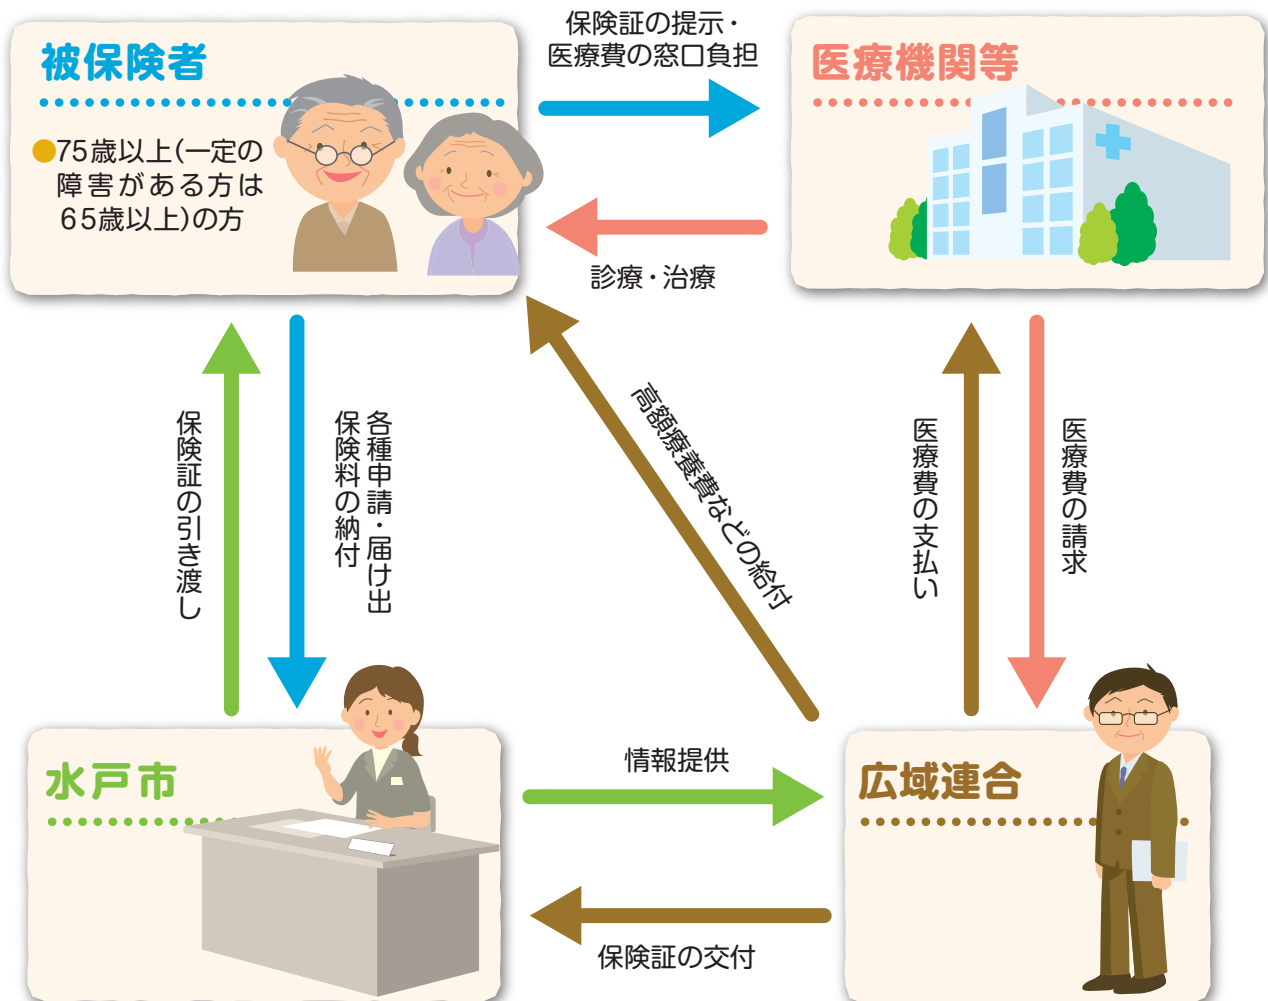 被保険者
●75歳以上(一定の
障害がある方は
65歳以上)の方
保険証の提示・
医療費の窓口負担
医療機関等
診療・治療
保険証の引き渡し
各種申請・届け出
保険料の納付
高額療養費などの給付
医療費の支払い
医療費の請求
水戸市
情報提供
広域連合
保険証の交付